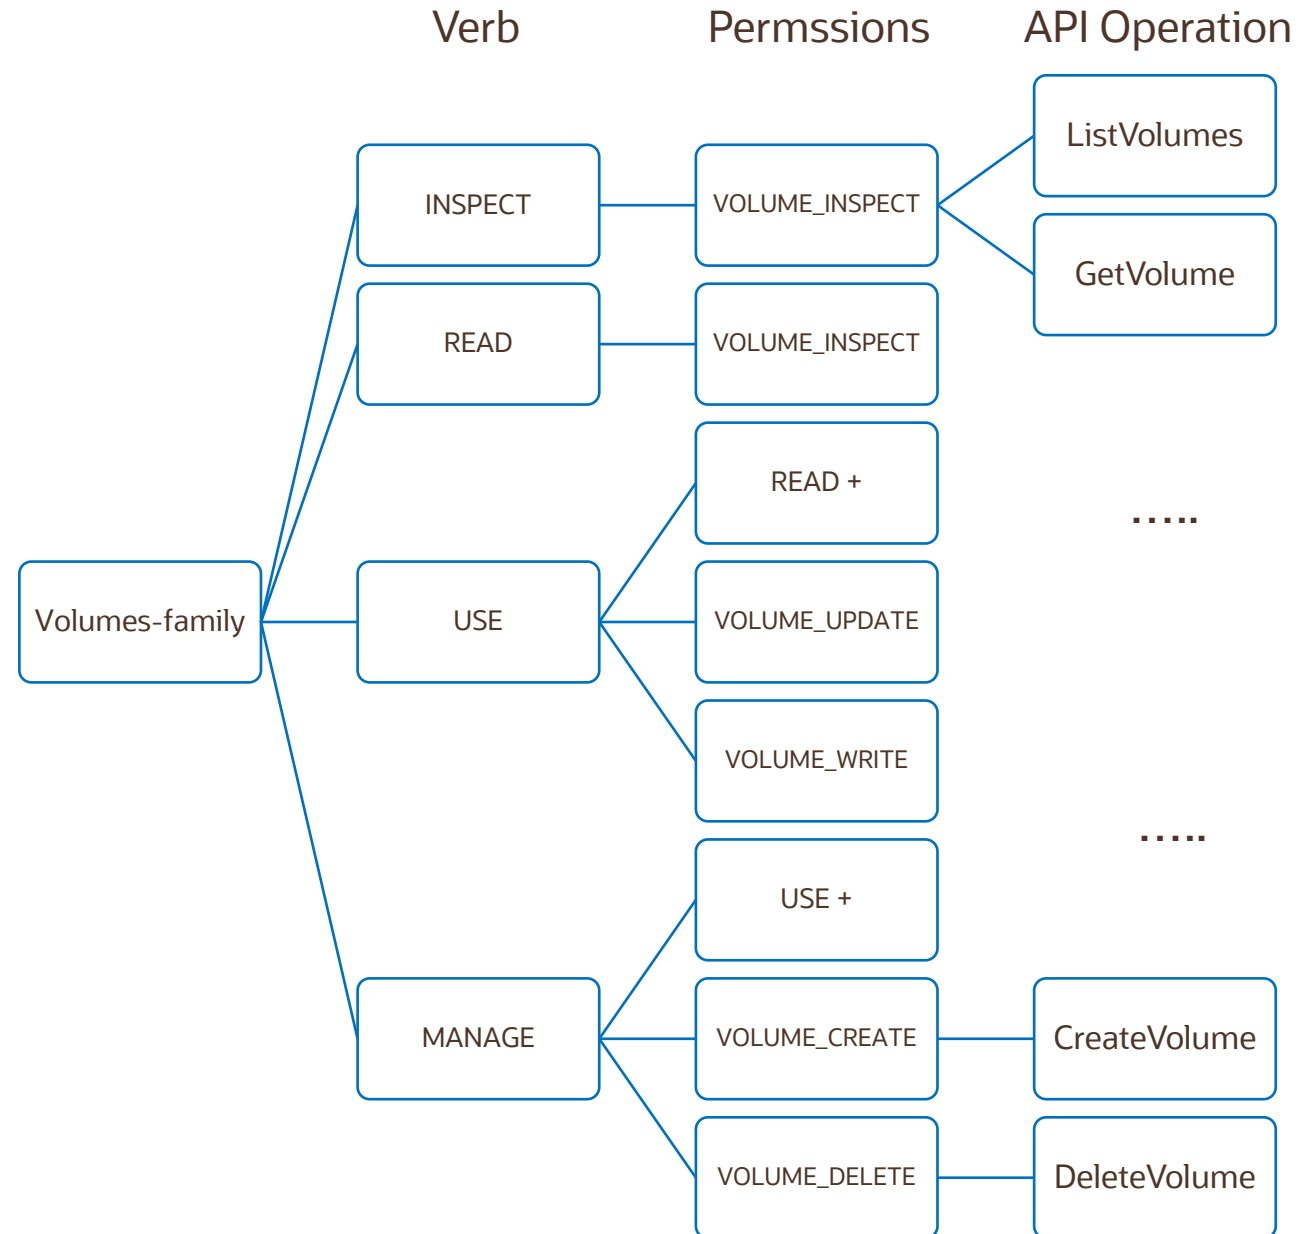 Verb
Permssions
API Operation
ListVolumes
INSPECT
VOLUME_INSPECT
GetVolume
READ
VOLUME_INSPECT
READ +
.....
Volumes-family
USE
VOLUME_UPDATE
VOLUME_WRITE
.....
USE +
MANAGE
VOLUME_CREATE
CreateVolume
VOLUME_DELETE
DeleteVolume